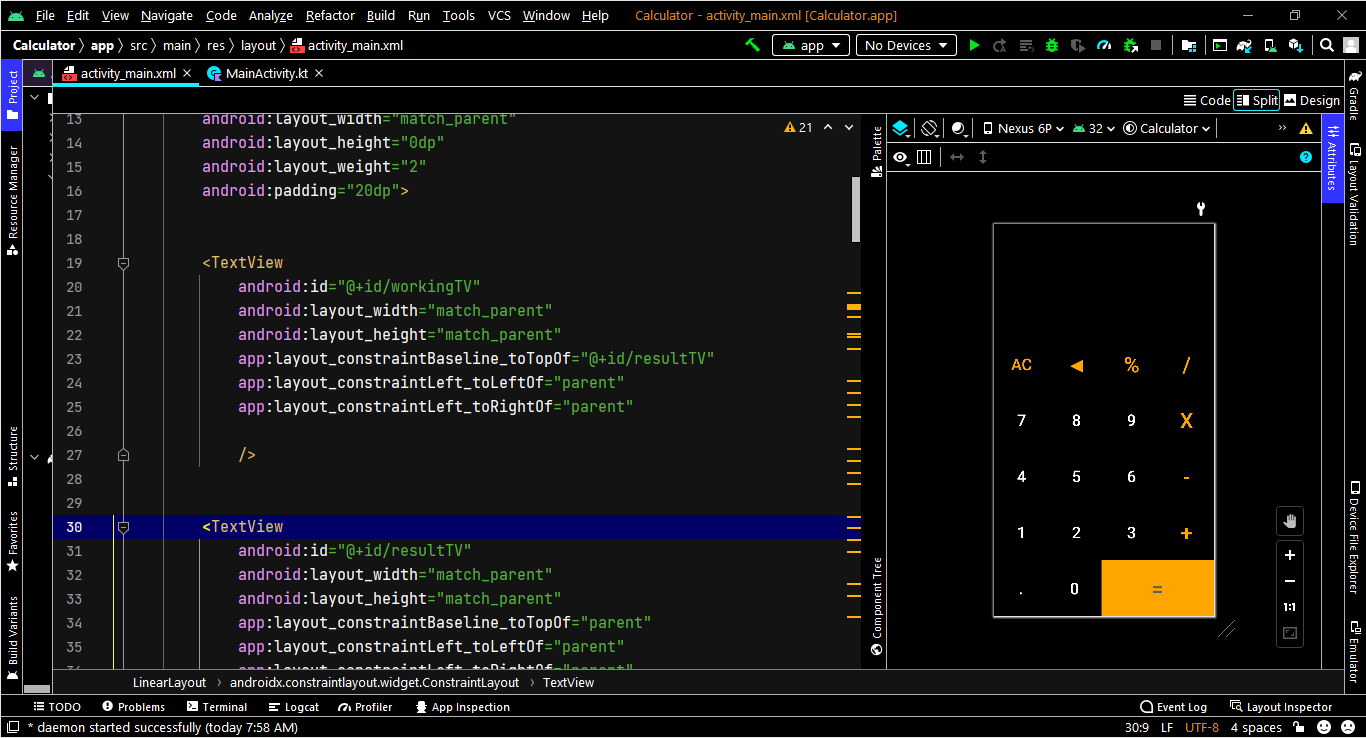 File Edit View Navigate Code Analyze Refactor Build Run Tools VCS Window Help Calculator - activity_main.xml [Calculator.app]
Calculator app src main res layout activity_main.xml app No Devices
Project
activity_main.xml MainActivity.kt
Gradle
Code Split Design
13 android:layout_width="match_parent"
21
Palette
Nexus 6P 32 Calculator
Attributes
14 android:layout_height="0dp"
15 android:layout_weight="2"
16 android:padding="20dp">
Resource Manager
Layout Validation
17
18
19 <TextView
20 android:id="@+id/workingTV"
21 android:layout_width="match_parent"
22 android:layout_height="match_parent"
23 app:layout_constraintBaseline_toTopOf="@+id/resultTV"
24 app:layout_constraintLeft_toLeftOf="parent"
25 app:layout_constraintLeft_toRightOf="parent"
26
27 />
28
29
30 <TextView
31 android:id="@+id/resultTV"
32 android:layout_width="match_parent"
33 android:layout_height="match_parent"
34 app:layout_constraintBaseline_toTopOf="parent"
35 app:layout_constraintLeft_toLeftOf="parent"
36 app:layout_constraintLeft_toRightOf="parent"
AC ◀ % /
7 8 9 X
4 5 6 -
1 2 3 +
. 0 =
+
−
1:1
Structure
Favorites
Build Variants
Component Tree
Device File Explorer
Emulator
LinearLayout androidx.constraintlayout.widget.ConstraintLayout TextView
TODO Problems Terminal Logcat Profiler App Inspection Event Log Layout Inspector
* daemon started successfully (today 7:58 AM) 30:9 LF UTF-8 4 spaces